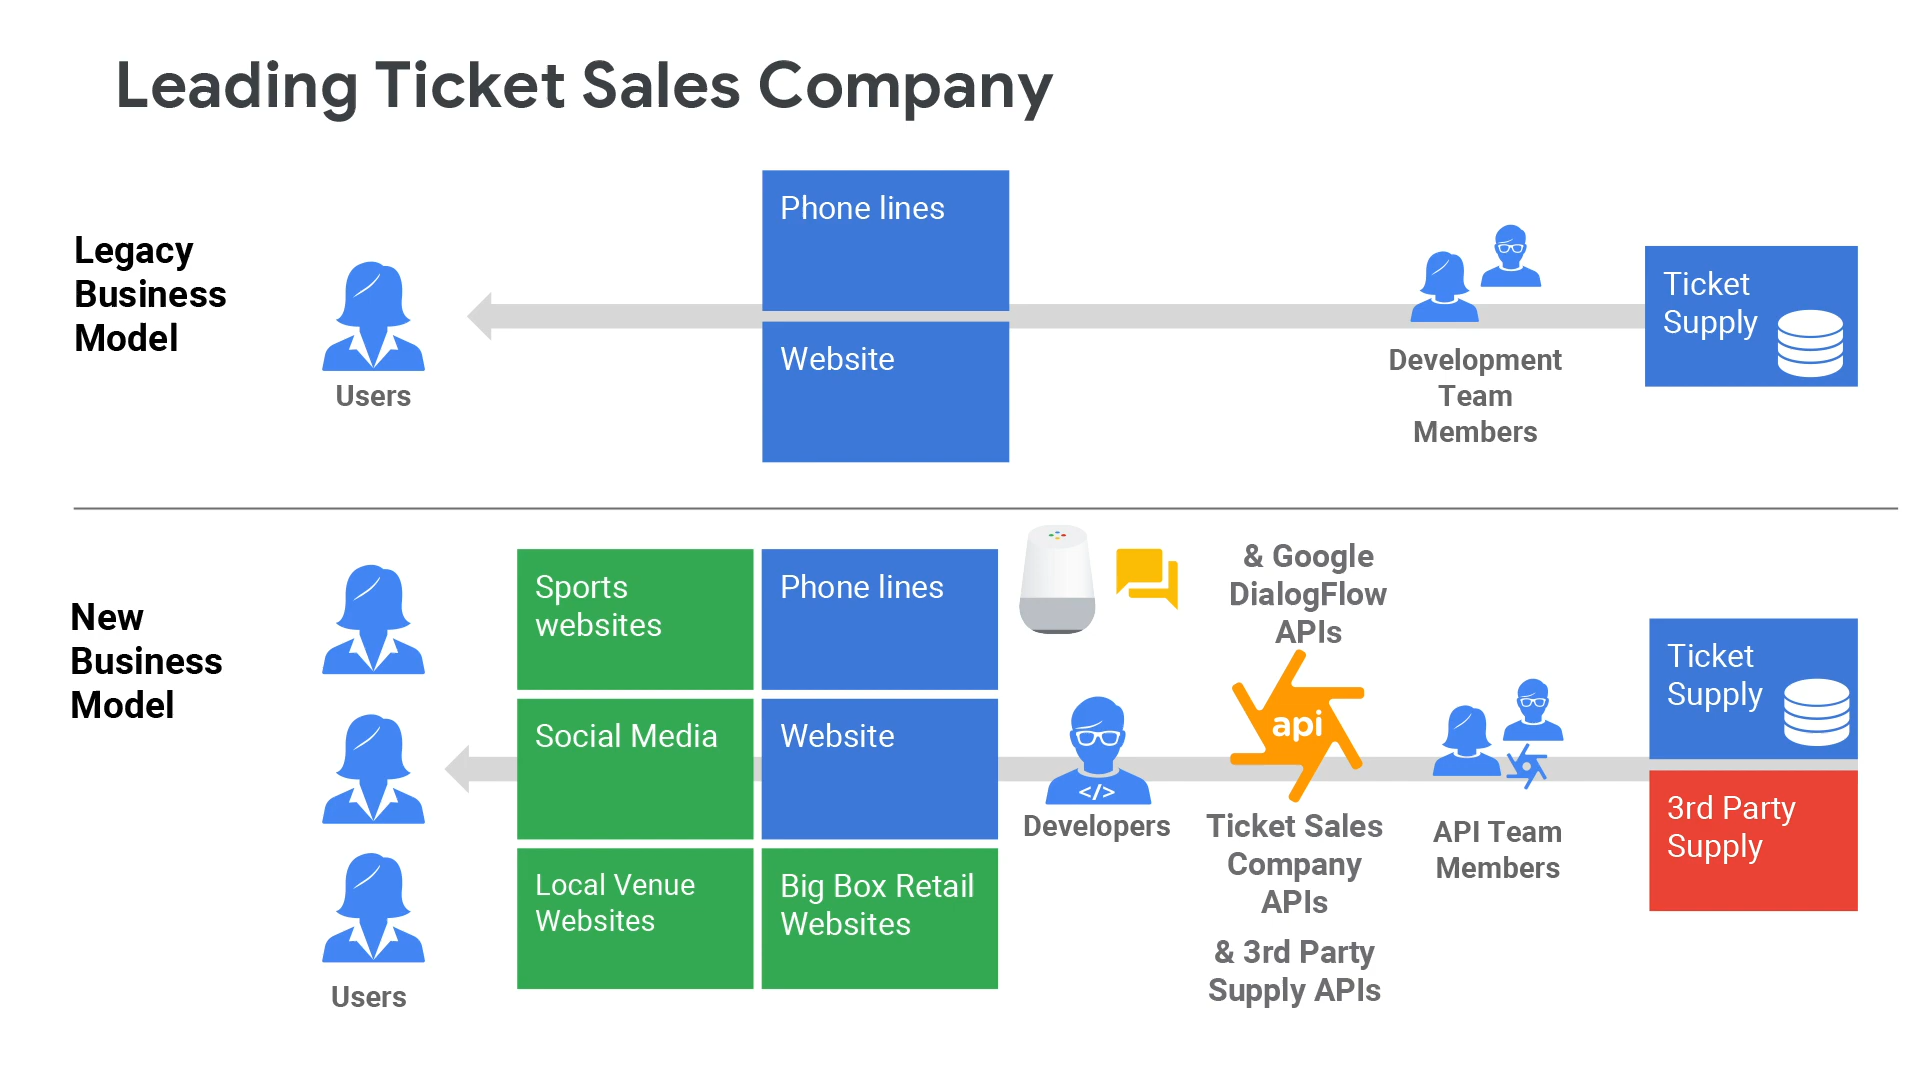 Leading Ticket Sales Company
Legacy
Business
Model
Users
Phone lines
Website
Development
Team
Members
Ticket
Supply
New
Business
Model
Users
Sports
websites
Phone lines
Social Media
Website
Local Venue
Websites
Big Box Retail
Websites
</>
Developers
& Google
DialogFlow
APIs
api
Ticket Sales
Company
APIs
& 3rd Party
Supply APIs
API Team
Members
Ticket
Supply
3rd Party
Supply